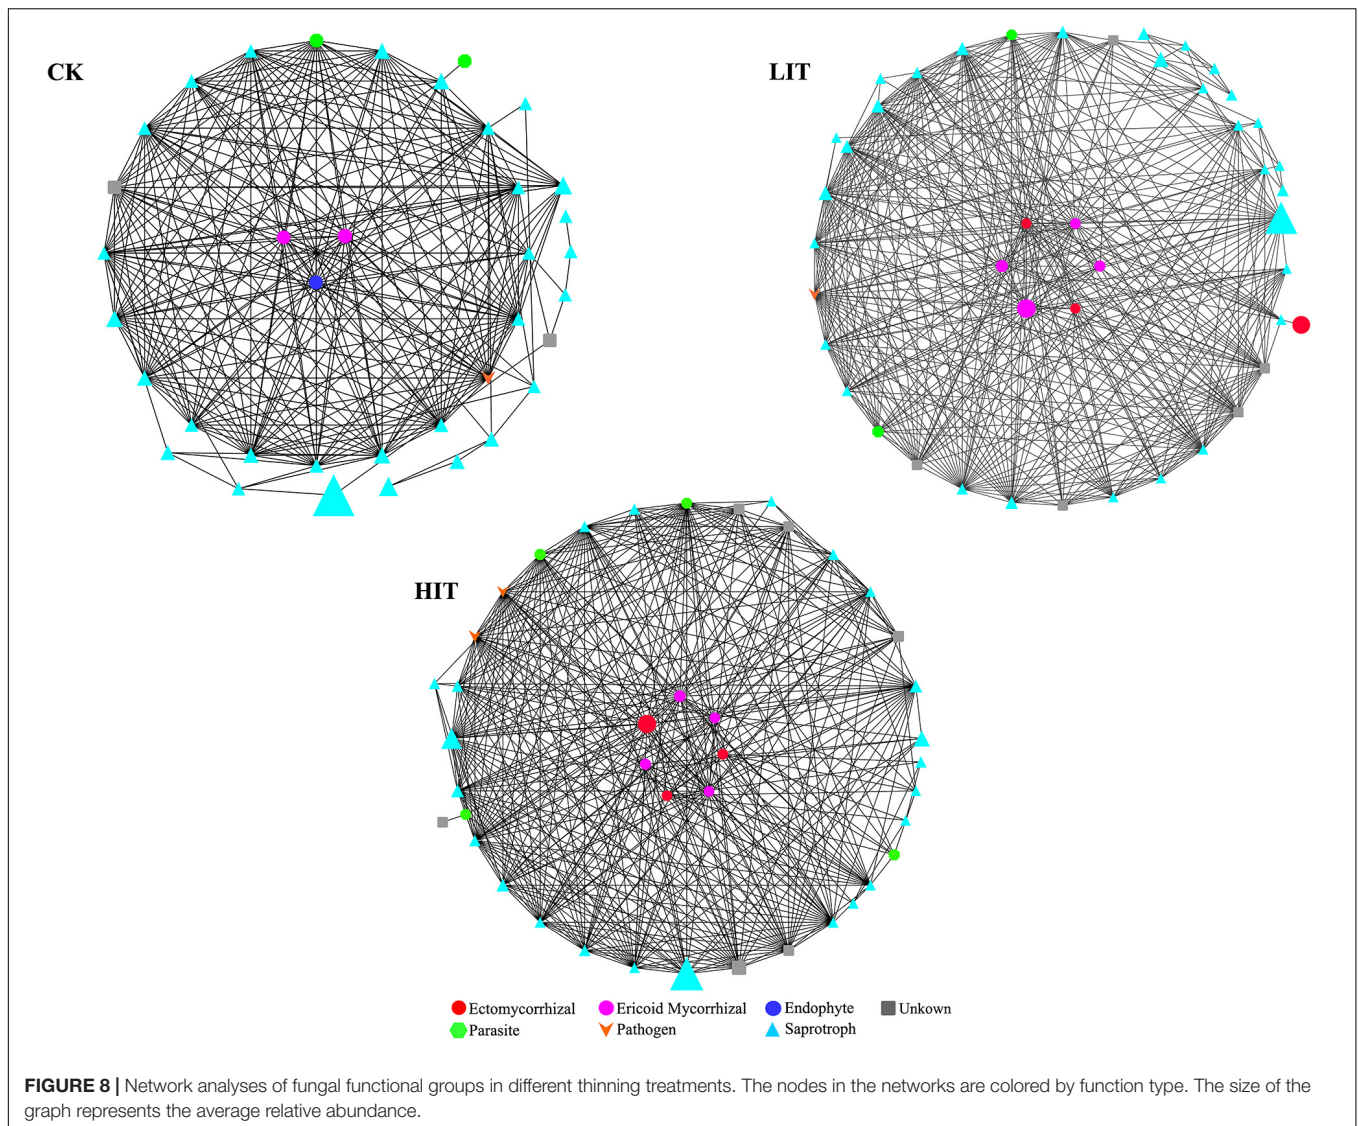 CK
LIT
HIT
Ectomycorrhizal
Ericoid Mycorrhizal
Endophyte
Unkown
Parasite
Pathogen
Saprotroph
FIGURE 8 | Network analyses of fungal functional groups in different thinning treatments. The nodes in the networks are colored by function type. The size of the
graph represents the average relative abundance.